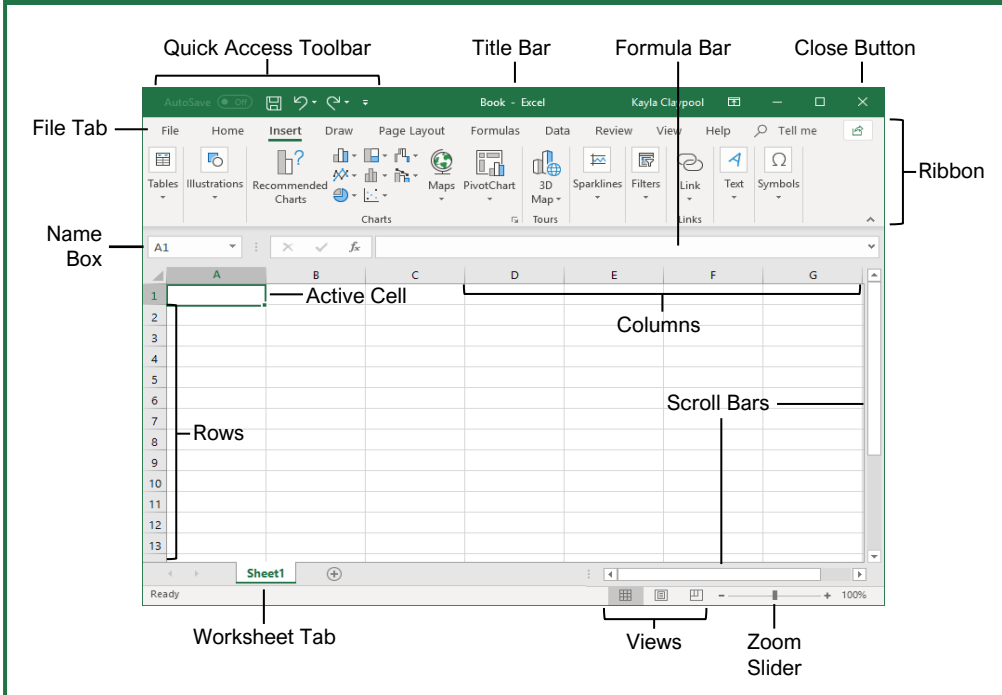 Quick Access Toolbar Title Bar Formula Bar Close Button
AutoSave Off Book - Excel Kayla Claypool
File Tab File Home Insert Draw Page Layout Formulas Data Review View Help Tell me
Ribbon
Tables Illustrations Recommended Charts Maps PivotChart 3D Map Sparklines Filters Link Text Symbols
Charts Tours Links
Name Box
A1 fx
A B C D E F G
1 Active Cell
2 Columns
3
4
5
6 Scroll Bars
7
8 Rows
9
10
11
12
13
Sheet1
Ready 100%
Worksheet Tab Views Zoom Slider